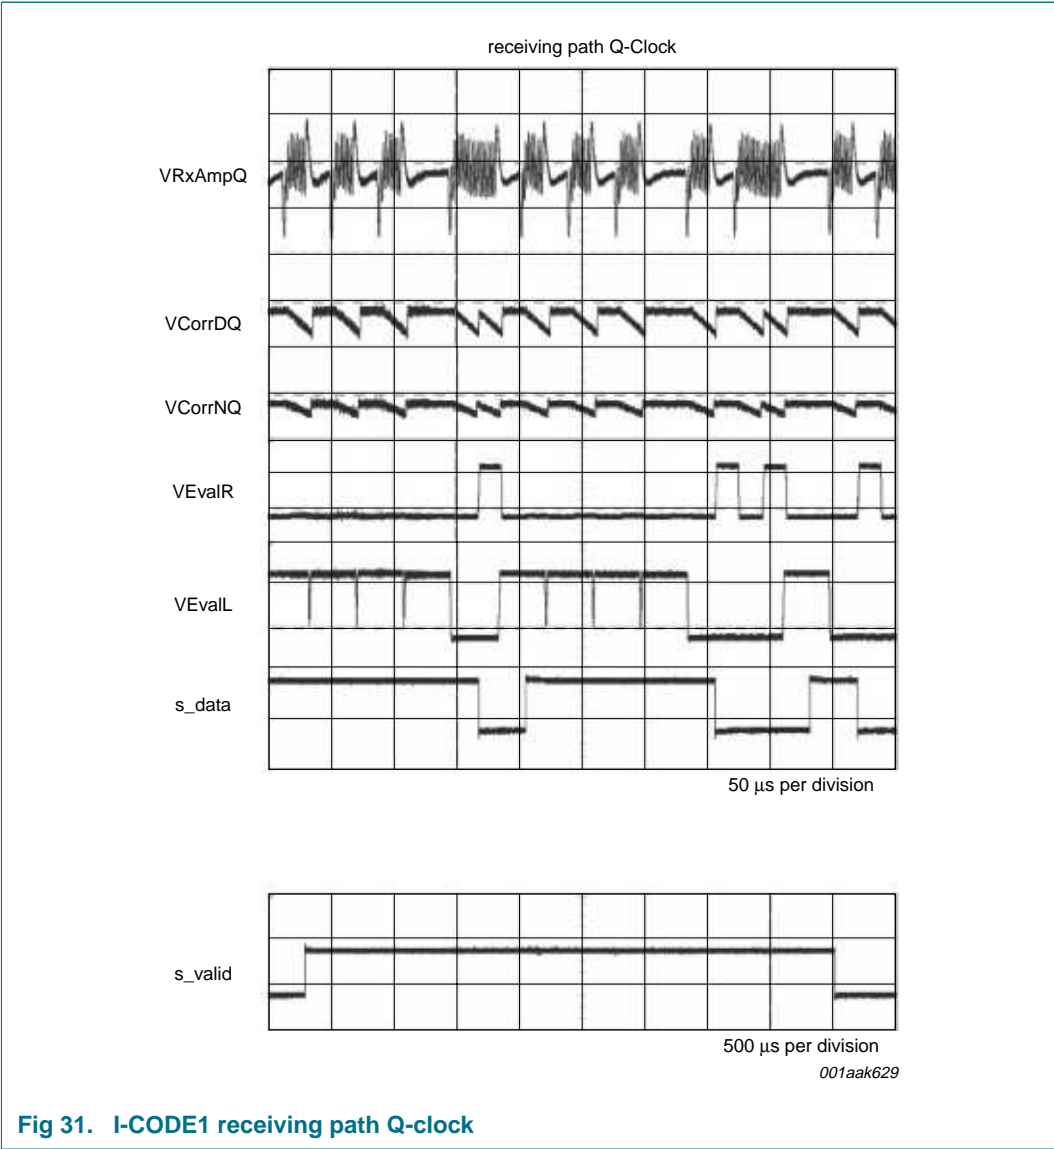 receiving path Q-Clock
VRxAmpQ
VCorrDQ
VCorrNQ
VEvalR
VEvalL
s_data
50 μs per division
s_valid
500 μs per division
001aak629
Fig 31. I-CODE1 receiving path Q-clock